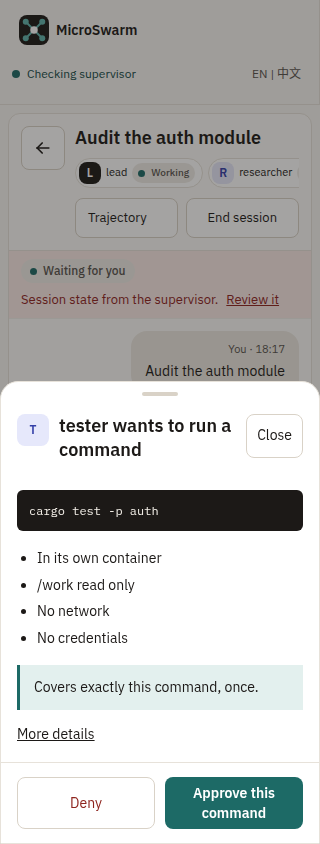 MicroSwarm
Checking supervisor
EN | 中文
Audit the auth module
L lead Working R researcher
Trajectory End session
Waiting for you
Session state from the supervisor. Review it
You · 18:17
Audit the auth module
T tester wants to run a
command
Close
cargo test -p auth
In its own container
/work read only
No network
No credentials
Covers exactly this command, once.
More details
Deny
Approve this
command